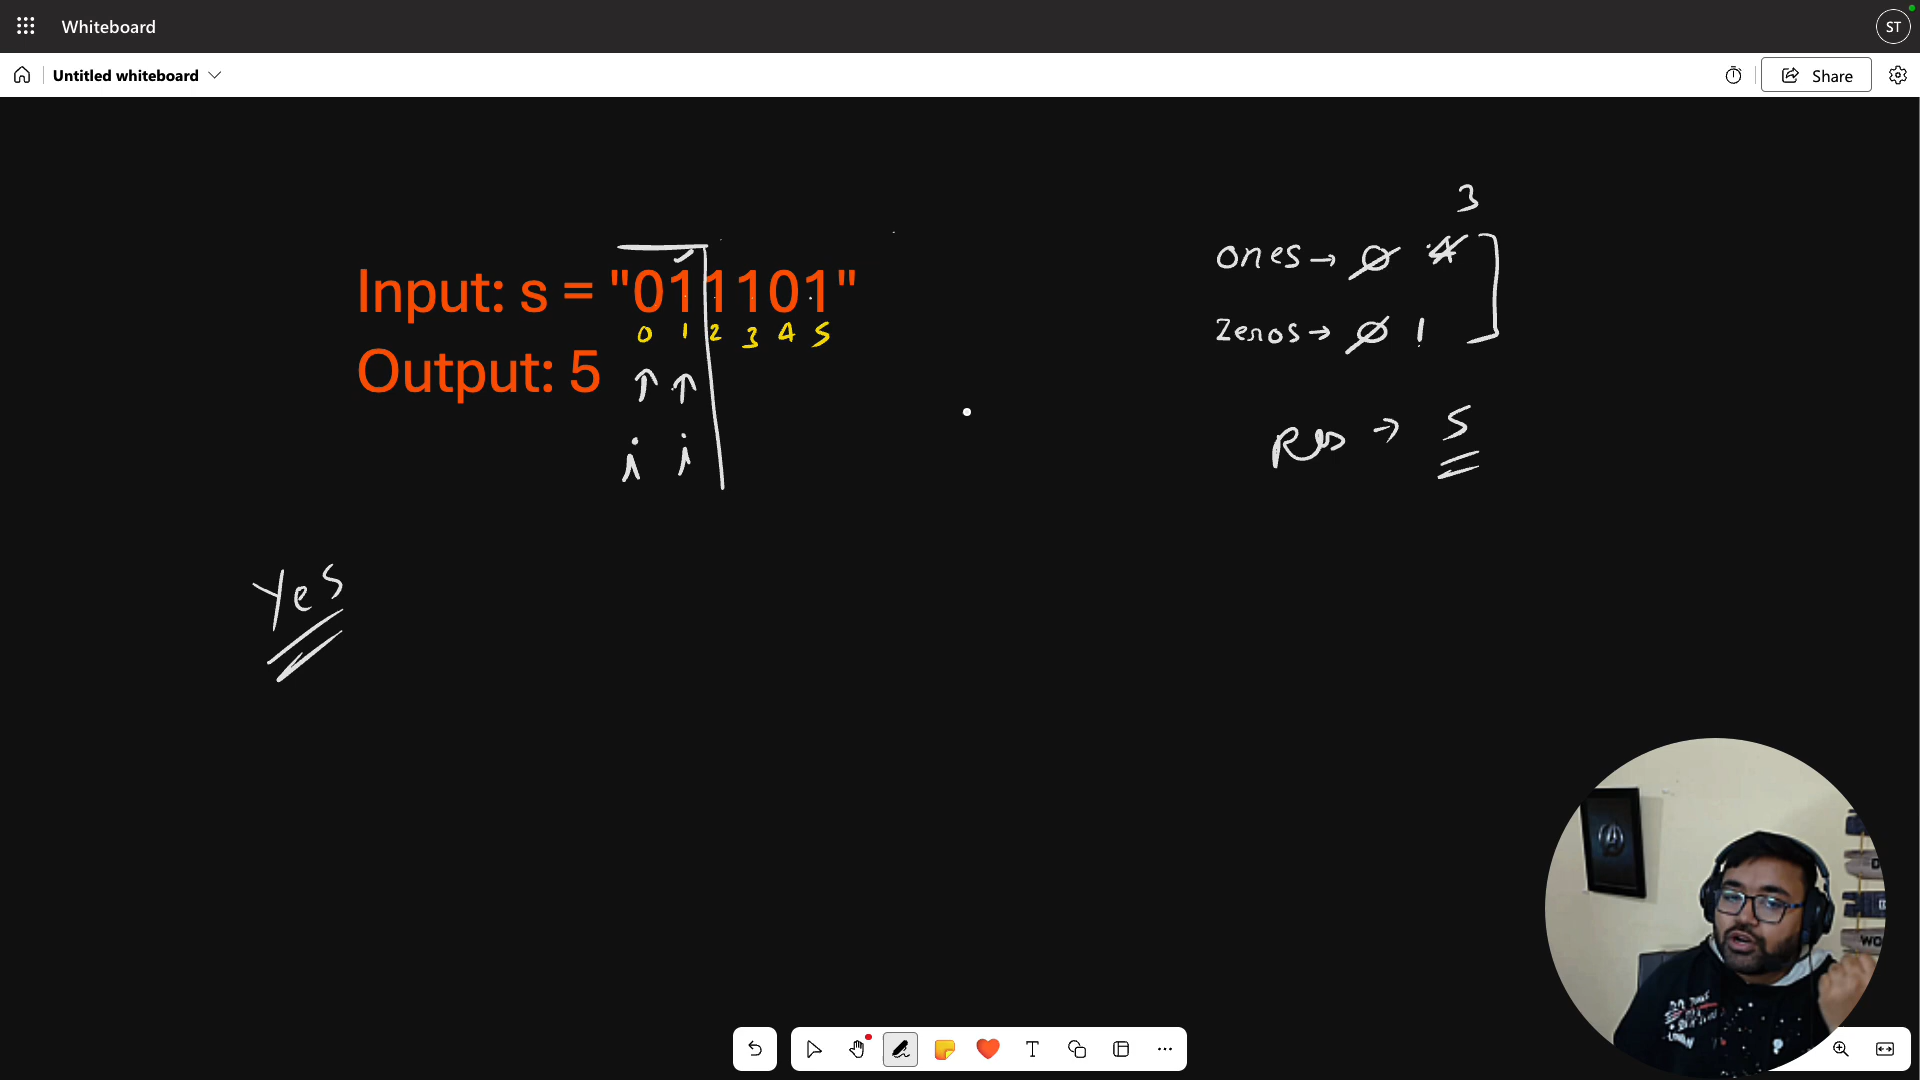 Whiteboard
ST
Untitled whiteboard
Share
3
ones → 0 4
Input: s = "011101"
0 1 2 3 4 5
zeros → 0 1
Output: 5
Res → 5
i i
Yes
T